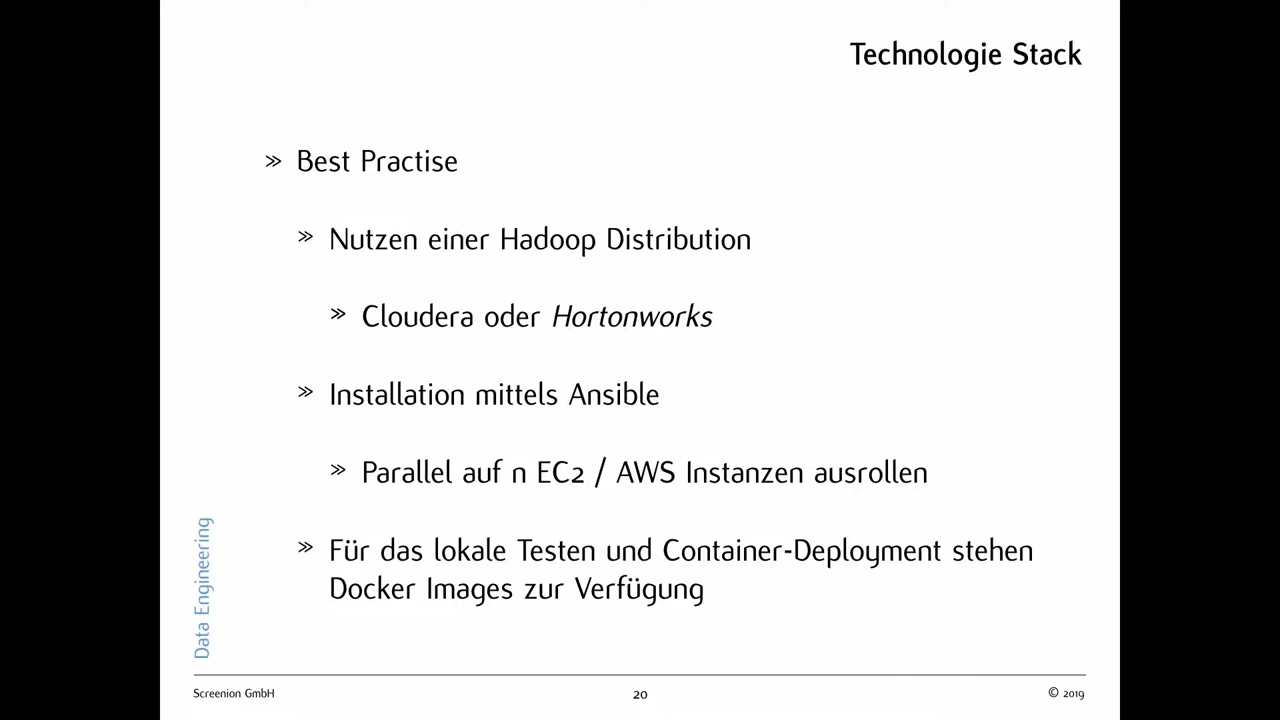 Technologie Stack
» Best Practise
» Nutzen einer Hadoop Distribution
» Cloudera oder Hortonworks
» Installation mittels Ansible
» Parallel auf n EC2 / AWS Instanzen ausrollen
» Für das lokale Testen und Container-Deployment stehen
Docker Images zur Verfügung
Data Engineering
Screenion GmbH
20
© 2019